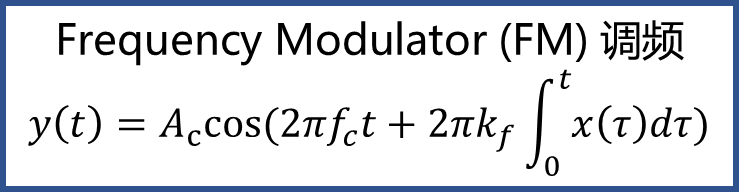 Frequency Modulator (FM) 调频
y(t) = A_c cos(2πf_c t + 2πk_f ∫_0^t x(τ)dτ)